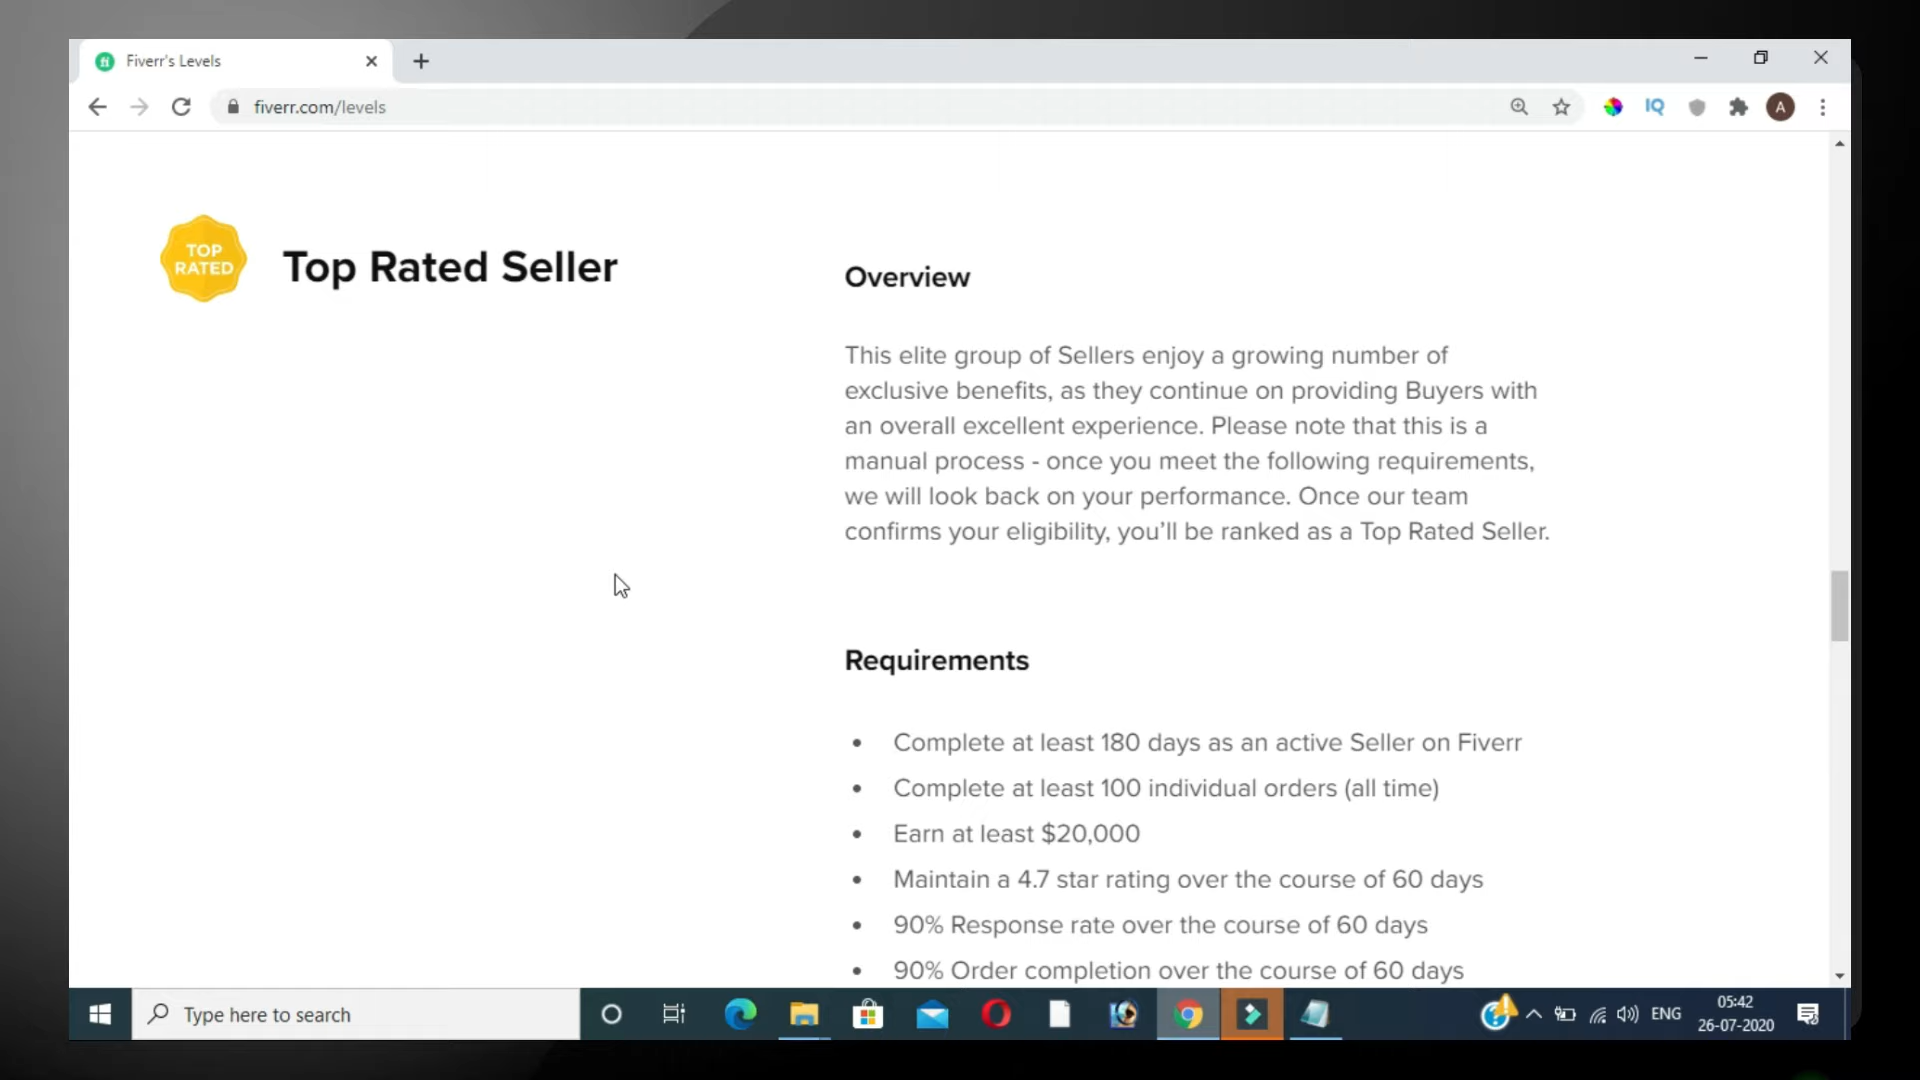 Fiverr's Levels
fiverr.com/levels
IQ
A
TOP
RATED
Top Rated Seller
Overview
This elite group of Sellers enjoy a growing number of
exclusive benefits, as they continue on providing Buyers with
an overall excellent experience. Please note that this is a
manual process - once you meet the following requirements,
we will look back on your performance. Once our team
confirms your eligibility, you’ll be ranked as a Top Rated Seller.
Requirements
• Complete at least 180 days as an active Seller on Fiverr
• Complete at least 100 individual orders (all time)
• Earn at least $20,000
• Maintain a 4.7 star rating over the course of 60 days
• 90% Response rate over the course of 60 days
• 90% Order completion over the course of 60 days
Type here to search
ENG
05:42
26-07-2020